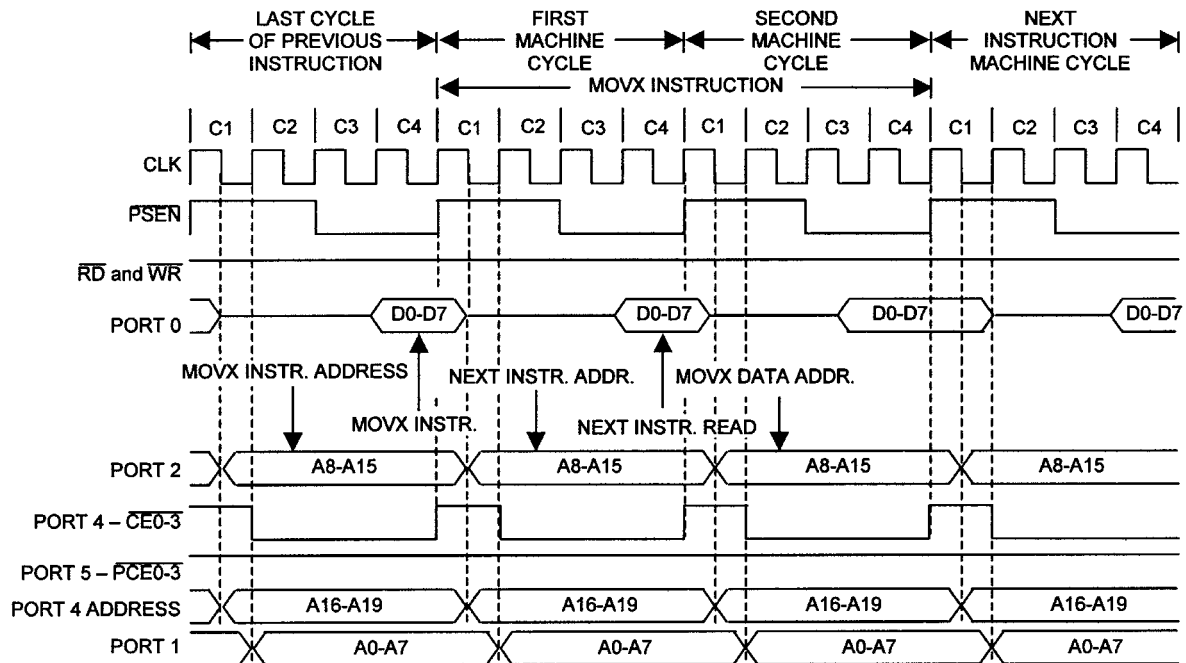 LAST CYCLE OF PREVIOUS INSTRUCTION
FIRST MACHINE CYCLE
SECOND MACHINE CYCLE
NEXT INSTRUCTION MACHINE CYCLE
MOVX INSTRUCTION
C1 C2 C3 C4 C1 C2 C3 C4 C1 C2 C3 C4 C1 C2 C3 C4
CLK
PSEN
RD and WR
PORT 0 D0-D7 D0-D7 D0-D7 D0-D7
MOVX INSTR. ADDRESS NEXT INSTR. ADDR. MOVX DATA ADDR.
MOVX INSTR. NEXT INSTR. READ
PORT 2 A8-A15 A8-A15 A8-A15 A8-A15
PORT 4 – CE0-3
PORT 5 – PCE0-3
PORT 4 ADDRESS A16-A19 A16-A19 A16-A19 A16-A19
PORT 1 A0-A7 A0-A7 A0-A7 A0-A7